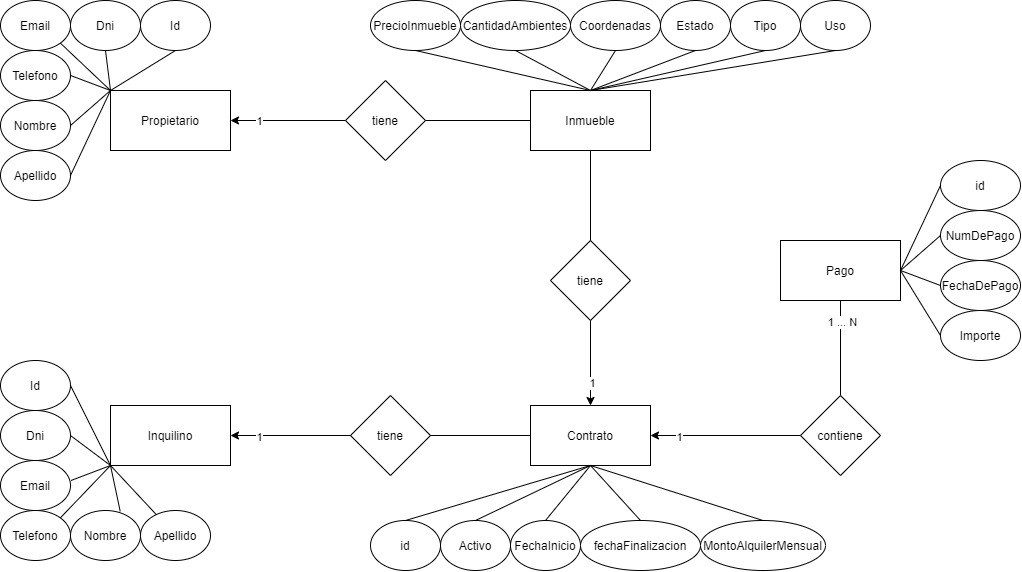 Email
Dni
Id
PrecioInmueble
CantidadAmbientes
Coordenadas
Estado
Tipo
Uso
Telefono
Nombre
Apellido
Propietario
1
tiene
Inmueble
id
NumDePago
FechaDePago
Importe
Pago
1 ... N
tiene
1
Id
Dni
Email
Telefono
Nombre
Apellido
Inquilino
1
tiene
Contrato
1
contiene
id
Activo
FechaInicio
fechaFinalizacion
MontoAlquilerMensual